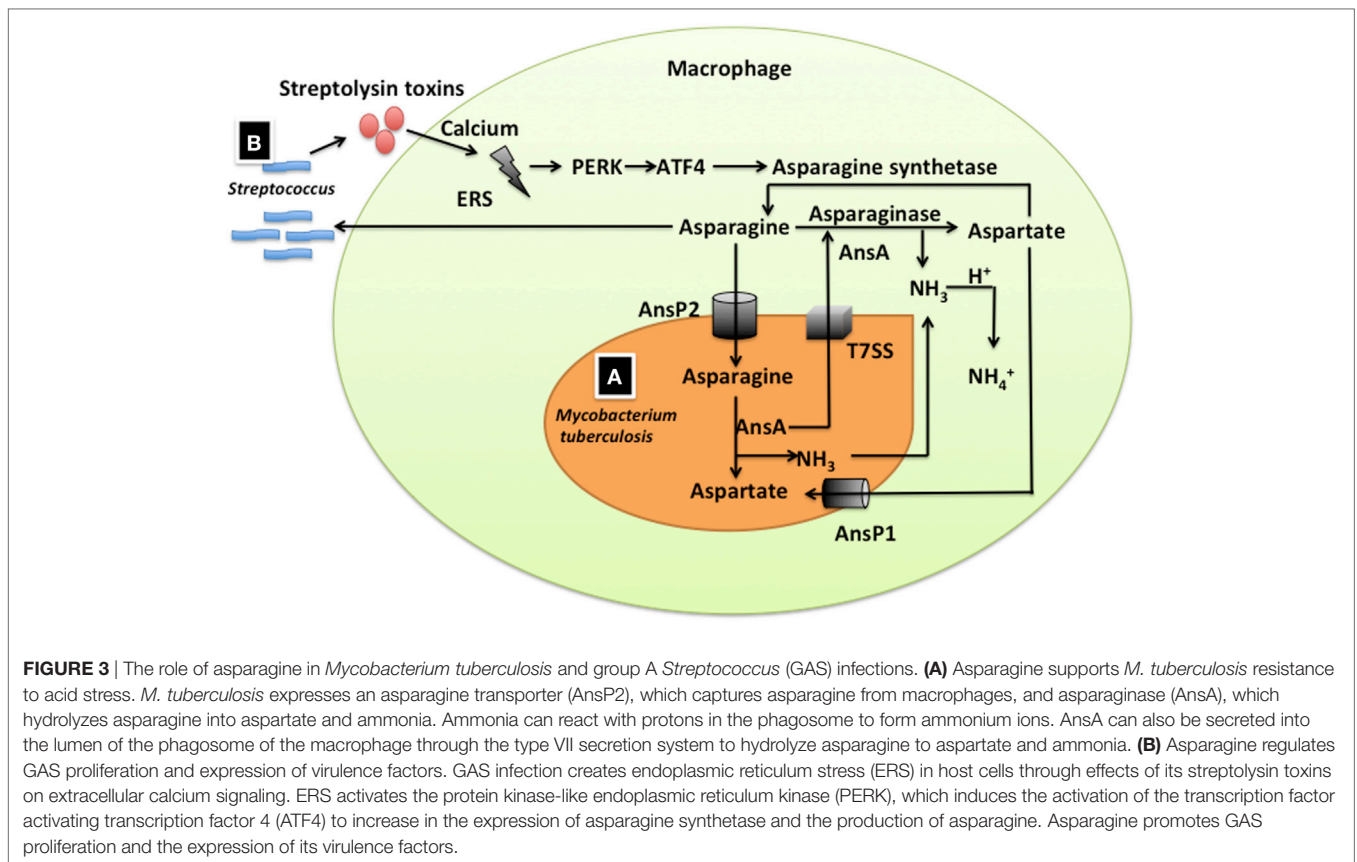 Macrophage
Streptolysin toxins
B
Calcium
Streptococcus
ERS
PERK
ATF4
Asparagine synthetase
Asparagine
Asparaginase
AnsA
Aspartate
NH3
H+
NH4+
AnsP2
T7SS
A
Mycobacterium
tuberculosis
Asparagine
AnsA
NH3
Aspartate
AnsP1
FIGURE 3 | The role of asparagine in Mycobacterium tuberculosis and group A Streptococcus (GAS) infections. (A) Asparagine supports M. tuberculosis resistance
to acid stress. M. tuberculosis expresses an asparagine transporter (AnsP2), which captures asparagine from macrophages, and asparaginase (AnsA), which
hydrolyzes asparagine into aspartate and ammonia. Ammonia can react with protons in the phagosome to form ammonium ions. AnsA can also be secreted into
the lumen of the phagosome of the macrophage through the type VII secretion system to hydrolyze asparagine to aspartate and ammonia. (B) Asparagine regulates
GAS proliferation and expression of virulence factors. GAS infection creates endoplasmic reticulum stress (ERS) in host cells through effects of its streptolysin toxins
on extracellular calcium signaling. ERS activates the protein kinase-like endoplasmic reticulum kinase (PERK), which induces the activation of the transcription factor
activating transcription factor 4 (ATF4) to increase in the expression of asparagine synthetase and the production of asparagine. Asparagine promotes GAS
proliferation and the expression of its virulence factors.